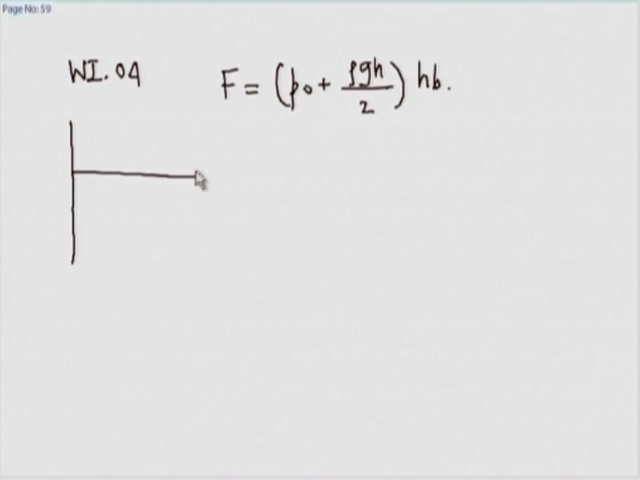 Page No: 59
WI.04
F = (p₀ + ρgh/2) hb.